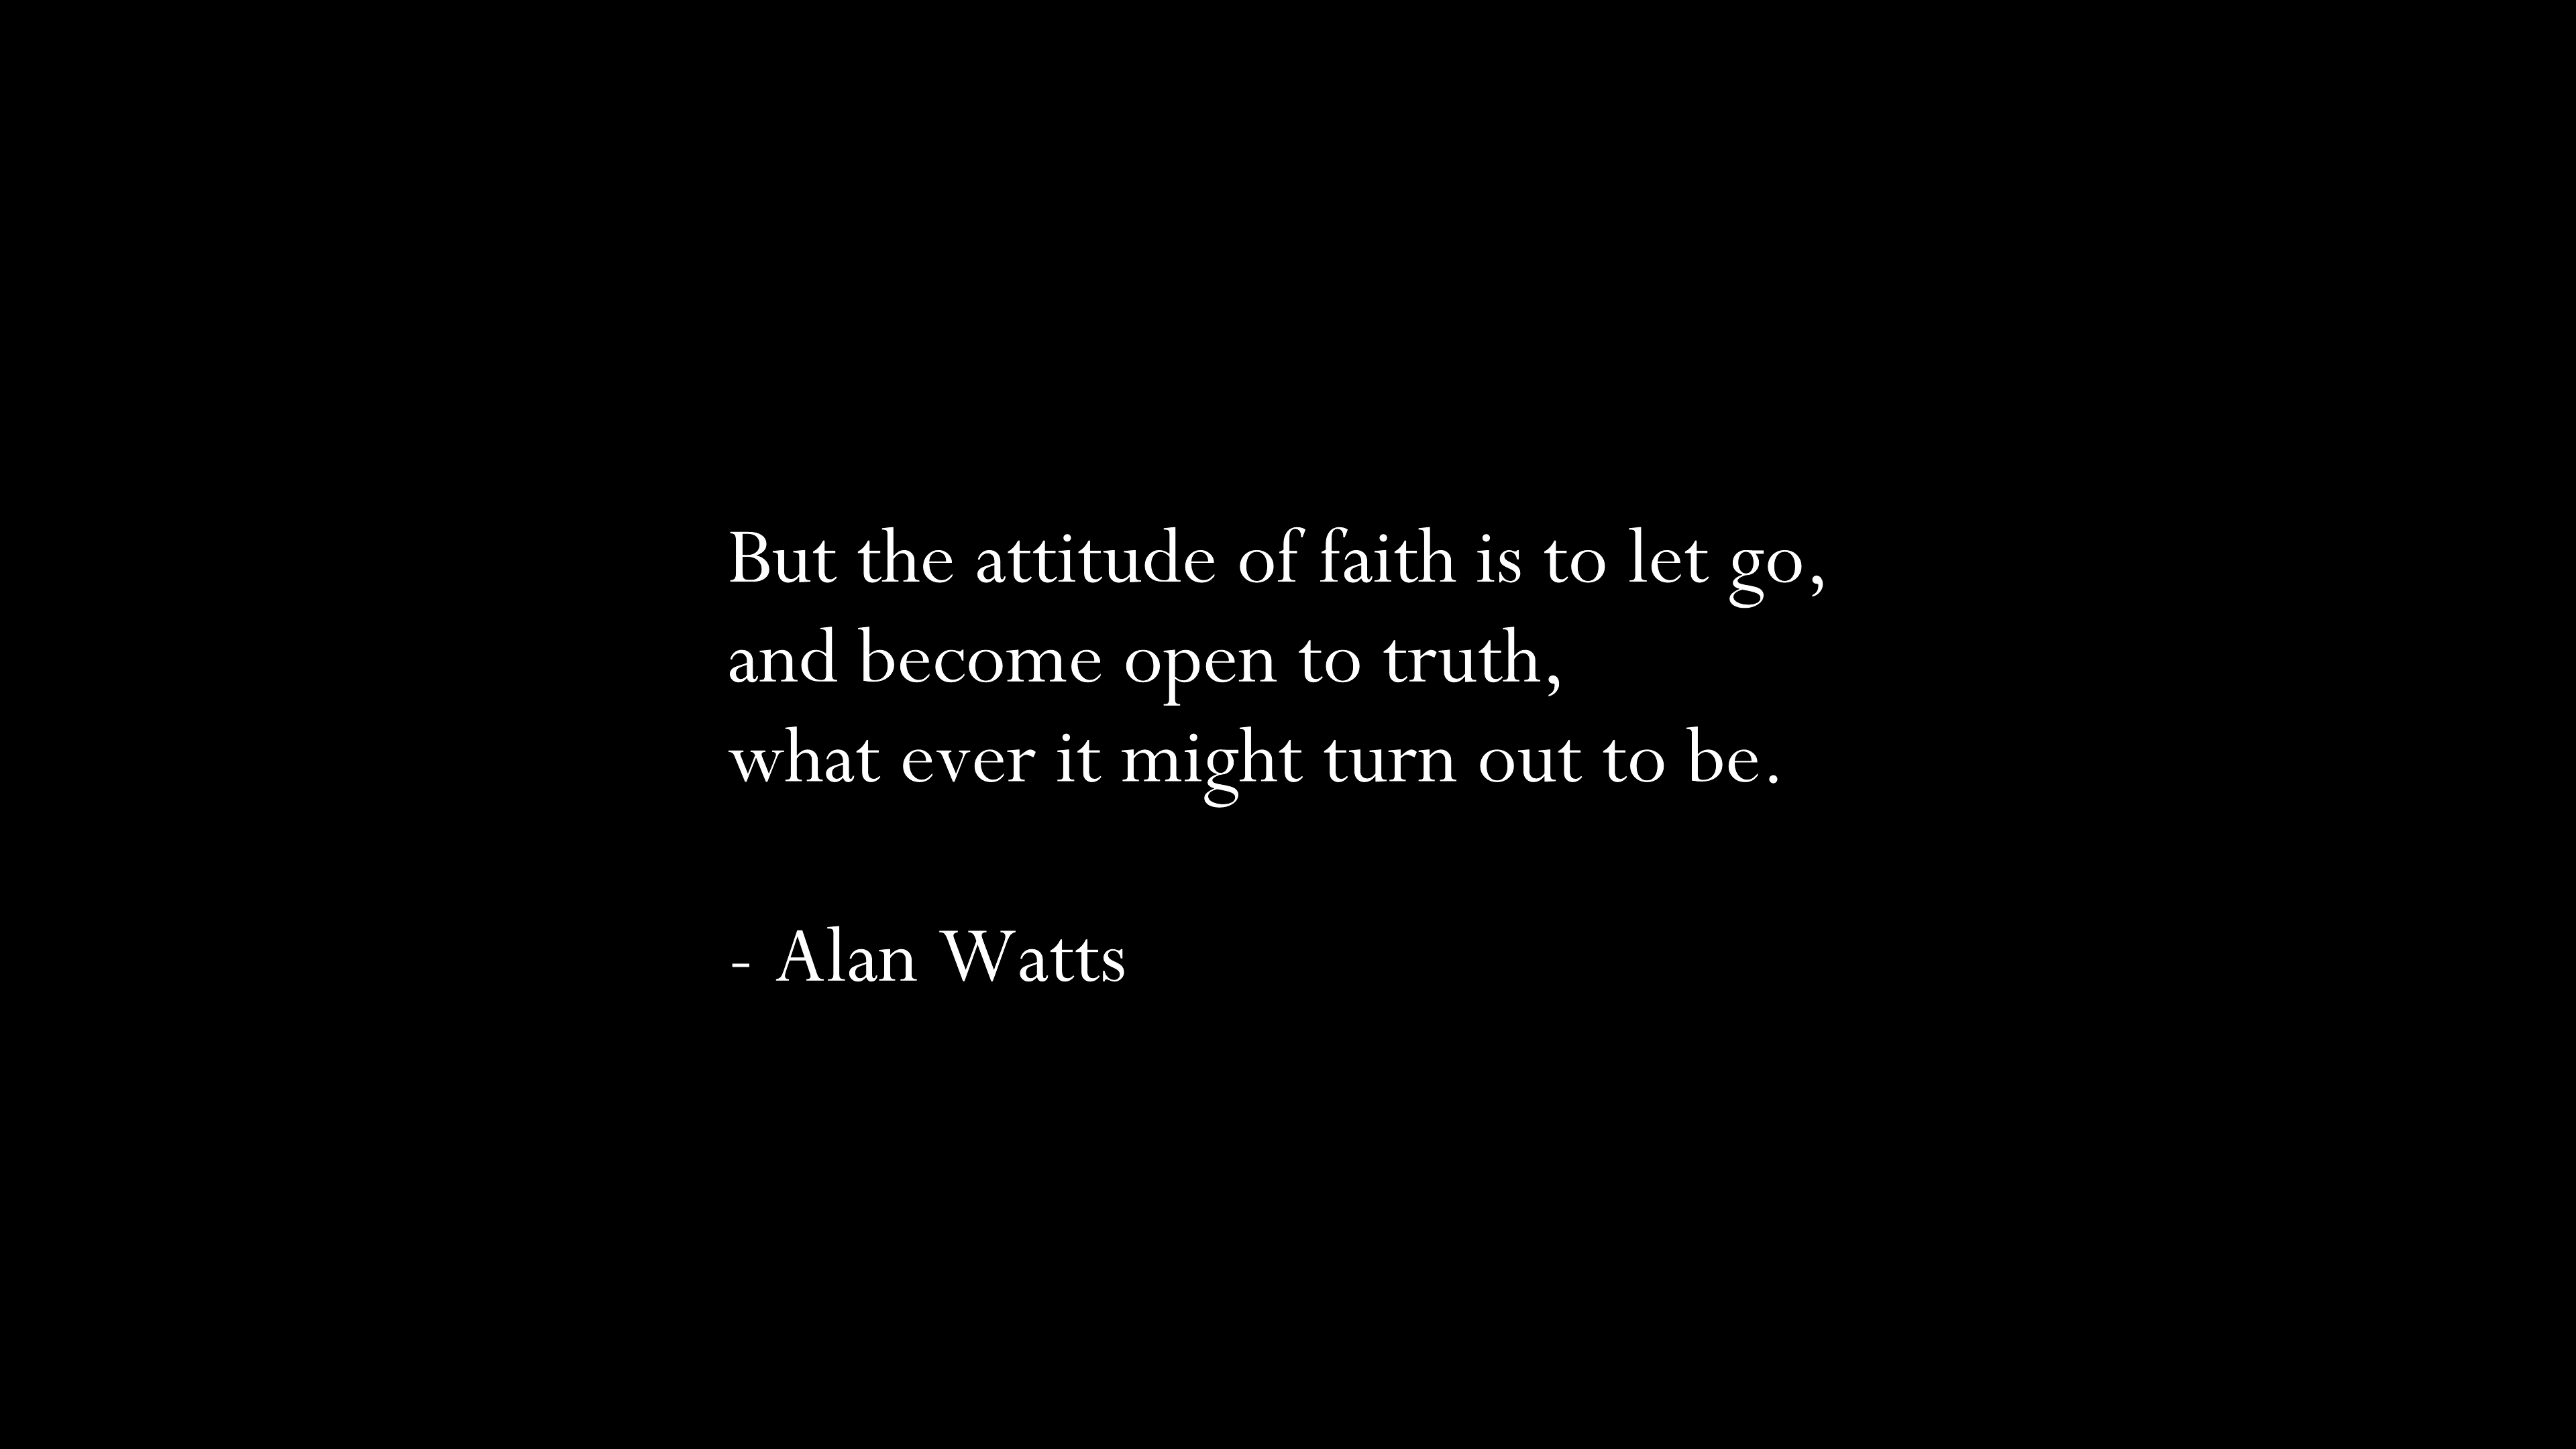 But the attitude of faith is to let go,
and become open to truth,
what ever it might turn out to be.
- Alan Watts